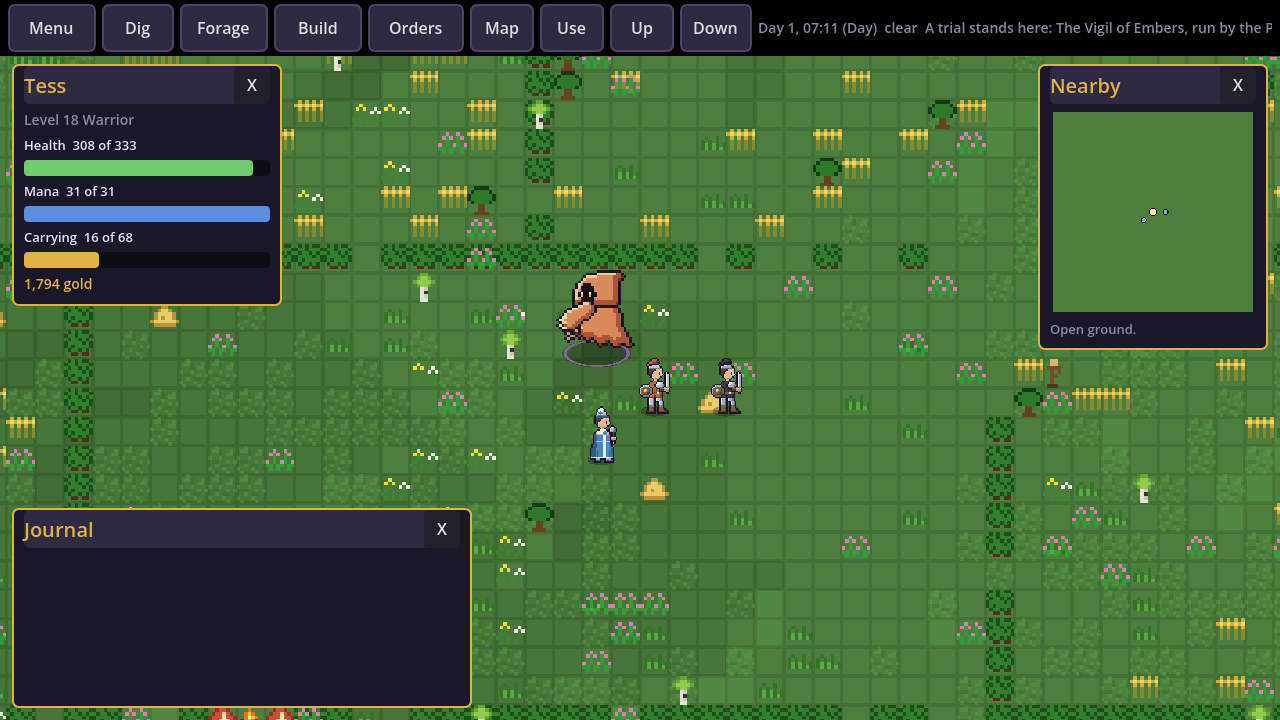 Menu
Dig
Forage
Build
Orders
Map
Use
Up
Down
Day 1, 07:11 (Day)  clear  A trial stands here: The Vigil of Embers, run by the P
Tess
X
Level 18 Warrior
Health  308 of 333
Mana  31 of 31
Carrying  16 of 68
1,794 gold
Nearby
X
Open ground.
Journal
X